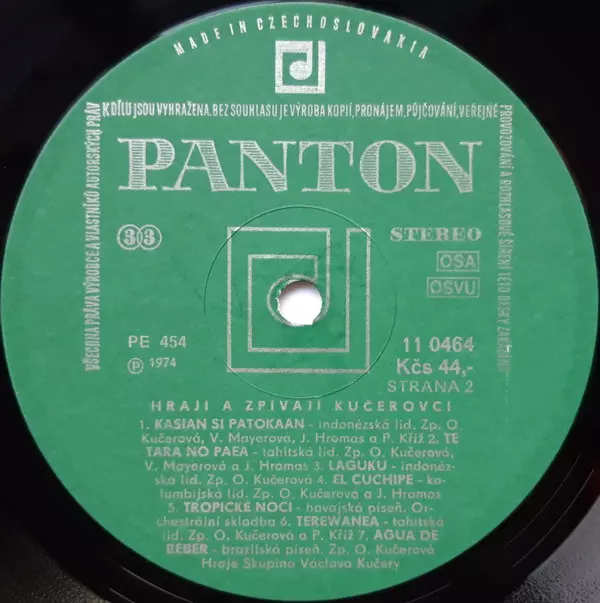 MADE IN CZECHOSLOVAKIA
VŠECHNA PRÁVA VÝROBCE A VLASTNÍKŮ AUTORSKÝCH PRÁV
K DÍLU JSOU VYHRAŽENA. BEZ SOUHLASU JE VÝROBA KOPIÍ, PRONÁJEM, PŮJČOVÁNÍ, VEŘEJNÉ
PROVOZOVÁNÍ A ROZHLASOVÉ ŠÍŘENÍ TÉTO DESKY ZAKÁZÁNO
PANTON
33
STEREO
OSA
OSVU
PE 454
℗ 1974
11 0464
Kčs 44,-
STRANA 2
HRAJÍ A ZPÍVAJÍ KUČEROVCI
1. KASIAN SI PATOKAAN - indonézská lid. Zp. O.
Kučerová, V. Mayerova, J. Hromas a P. Kříž 2. TE
TARA NO PAEA - tahitská lid. Zp. O. Kučerová,
V. Mayerová a J. Hromas 3. LAGUKU - indonéz-
ská lid. Zp. O. Kučerová 4. EL CUCHIPE - ko-
lumbijská lid. Zp. O. Kučerová a J. Hromas
5. TROPICKÉ NOCI - havajská píseň. Or-
chestrální skladba 6. TEREWANEA - tahitská
lid. Zp. O. Kučerová a P. Kříž 7. AGUA DE
BEBER - brazilská píseň. Zp. O. Kučerová
Hraje Skupina Václava Kučery